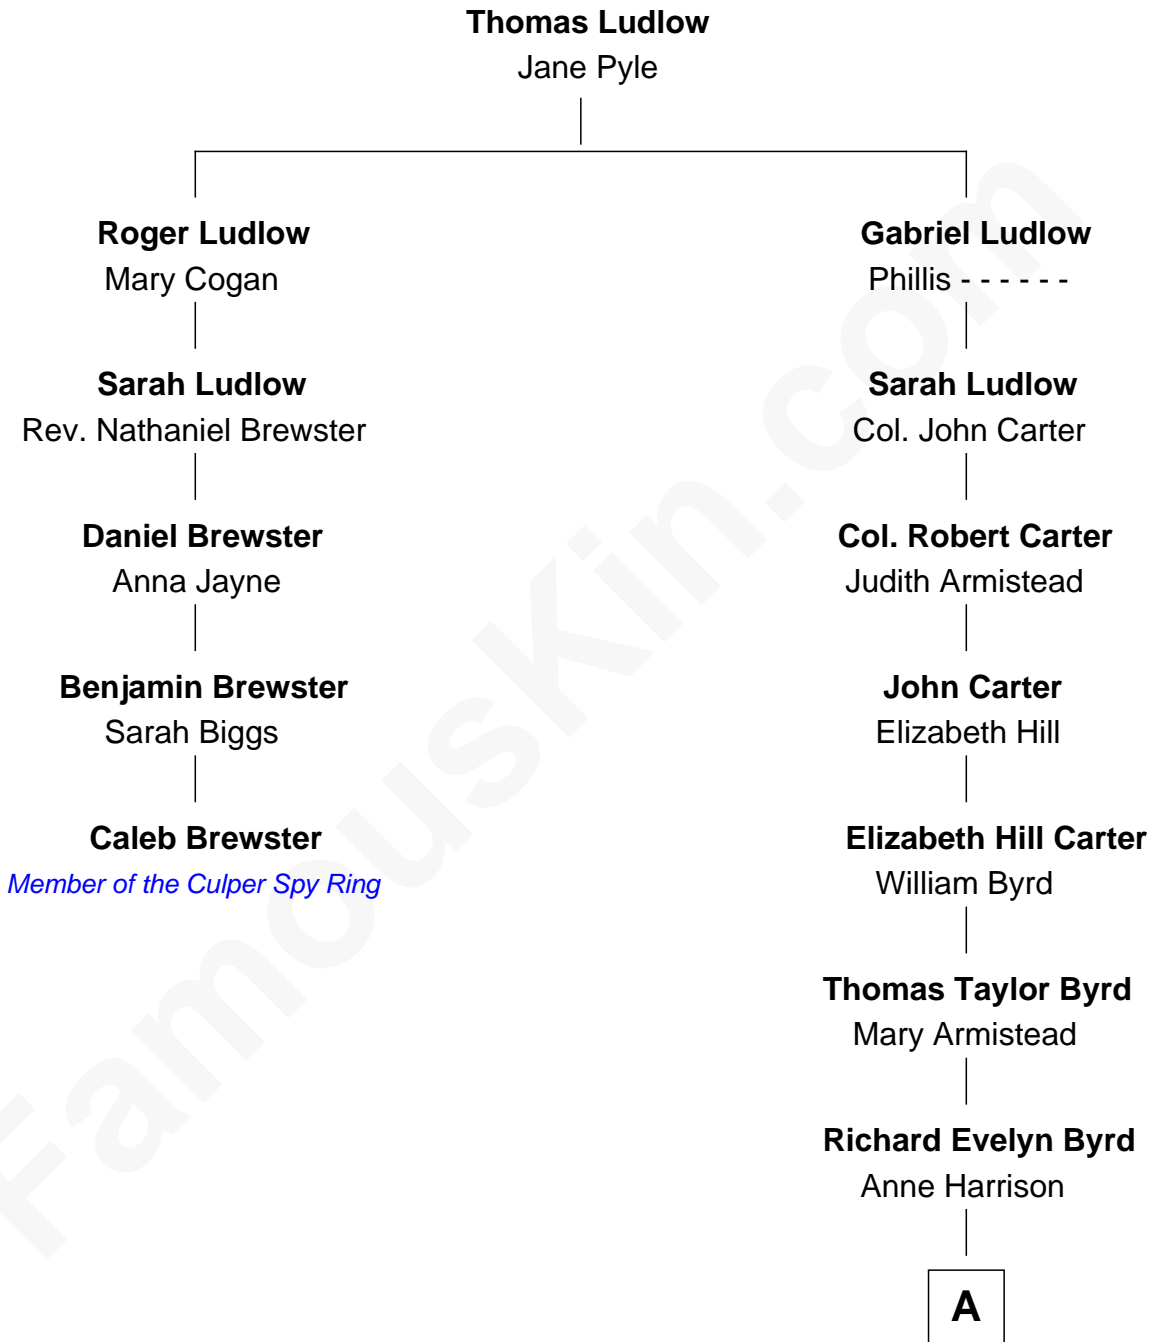 Thomas Ludlow
Jane Pyle
Roger Ludlow
Mary Cogan
Gabriel Ludlow
Phillis - - - - - -
Sarah Ludlow
Rev. Nathaniel Brewster
Sarah Ludlow
Col. John Carter
Daniel Brewster
Anna Jayne
Col. Robert Carter
Judith Armistead
Benjamin Brewster
Sarah Biggs
John Carter
Elizabeth Hill
Caleb Brewster
Member of the Culper Spy Ring
Elizabeth Hill Carter
William Byrd
Thomas Taylor Byrd
Mary Armistead
Richard Evelyn Byrd
Anne Harrison
A
FamousKin.com